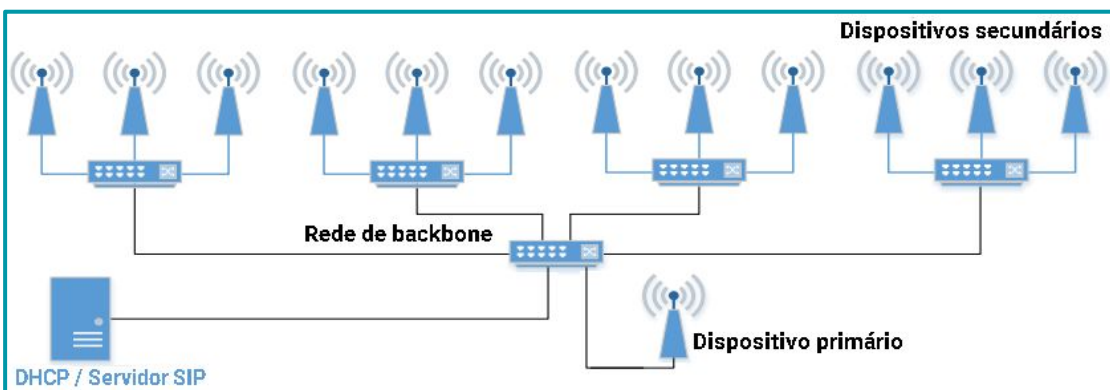 Dispositivos secundários
Rede de backbone
Dispositivo primário
DHCP / Servidor SIP